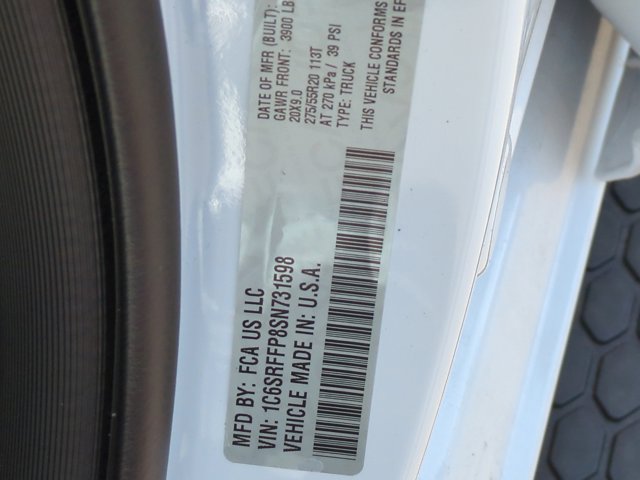 MFD BY: FCA US LLC
VIN: 1C6SRFFP8SN731598
VEHICLE MADE IN: U.S.A.
DATE OF MFR (BUILT):
GAWR FRONT: 3900 LB
20X9.0
275/55R20 113T
AT 270 kPa / 39 PSI
TYPE: TRUCK
THIS VEHICLE CONFORMS
STANDARDS IN EF